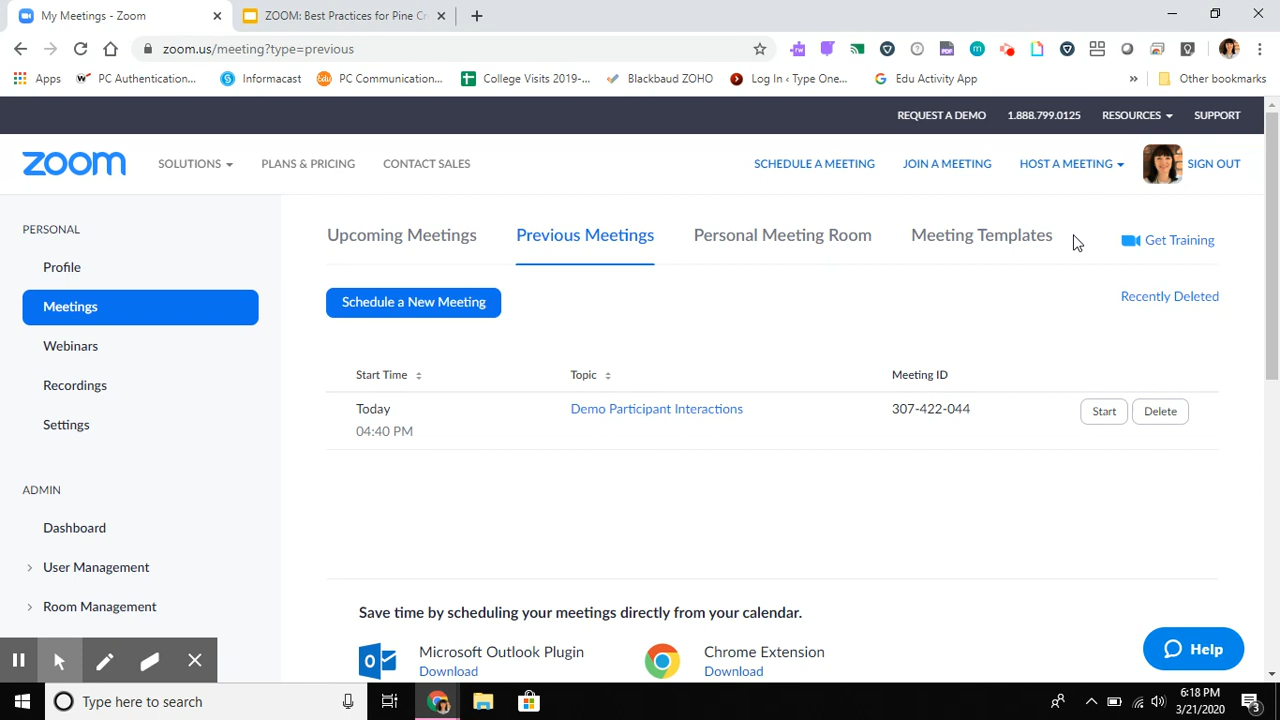 My Meetings - Zoom
ZOOM: Best Practices for Pine Cr
zoom.us/meeting?type=previous
Apps PC Authentication... Informacast PC Communication... College Visits 2019-... Blackbaud ZOHO Log In ‹ Type One... Edu Activity App » Other bookmarks
REQUEST A DEMO 1.888.799.0125 RESOURCES SUPPORT
zoom SOLUTIONS PLANS & PRICING CONTACT SALES SCHEDULE A MEETING JOIN A MEETING HOST A MEETING SIGN OUT
PERSONAL
Profile
Meetings
Webinars
Recordings
Settings
ADMIN
Dashboard
User Management
Room Management
Upcoming Meetings Previous Meetings Personal Meeting Room Meeting Templates Get Training
Schedule a New Meeting Recently Deleted
Start Time Topic Meeting ID
Today Demo Participant Interactions 307-422-044 Start Delete
04:40 PM
Save time by scheduling your meetings directly from your calendar.
Microsoft Outlook Plugin Chrome Extension
Download Download
Help
Type here to search
6:18 PM
3/21/2020
3